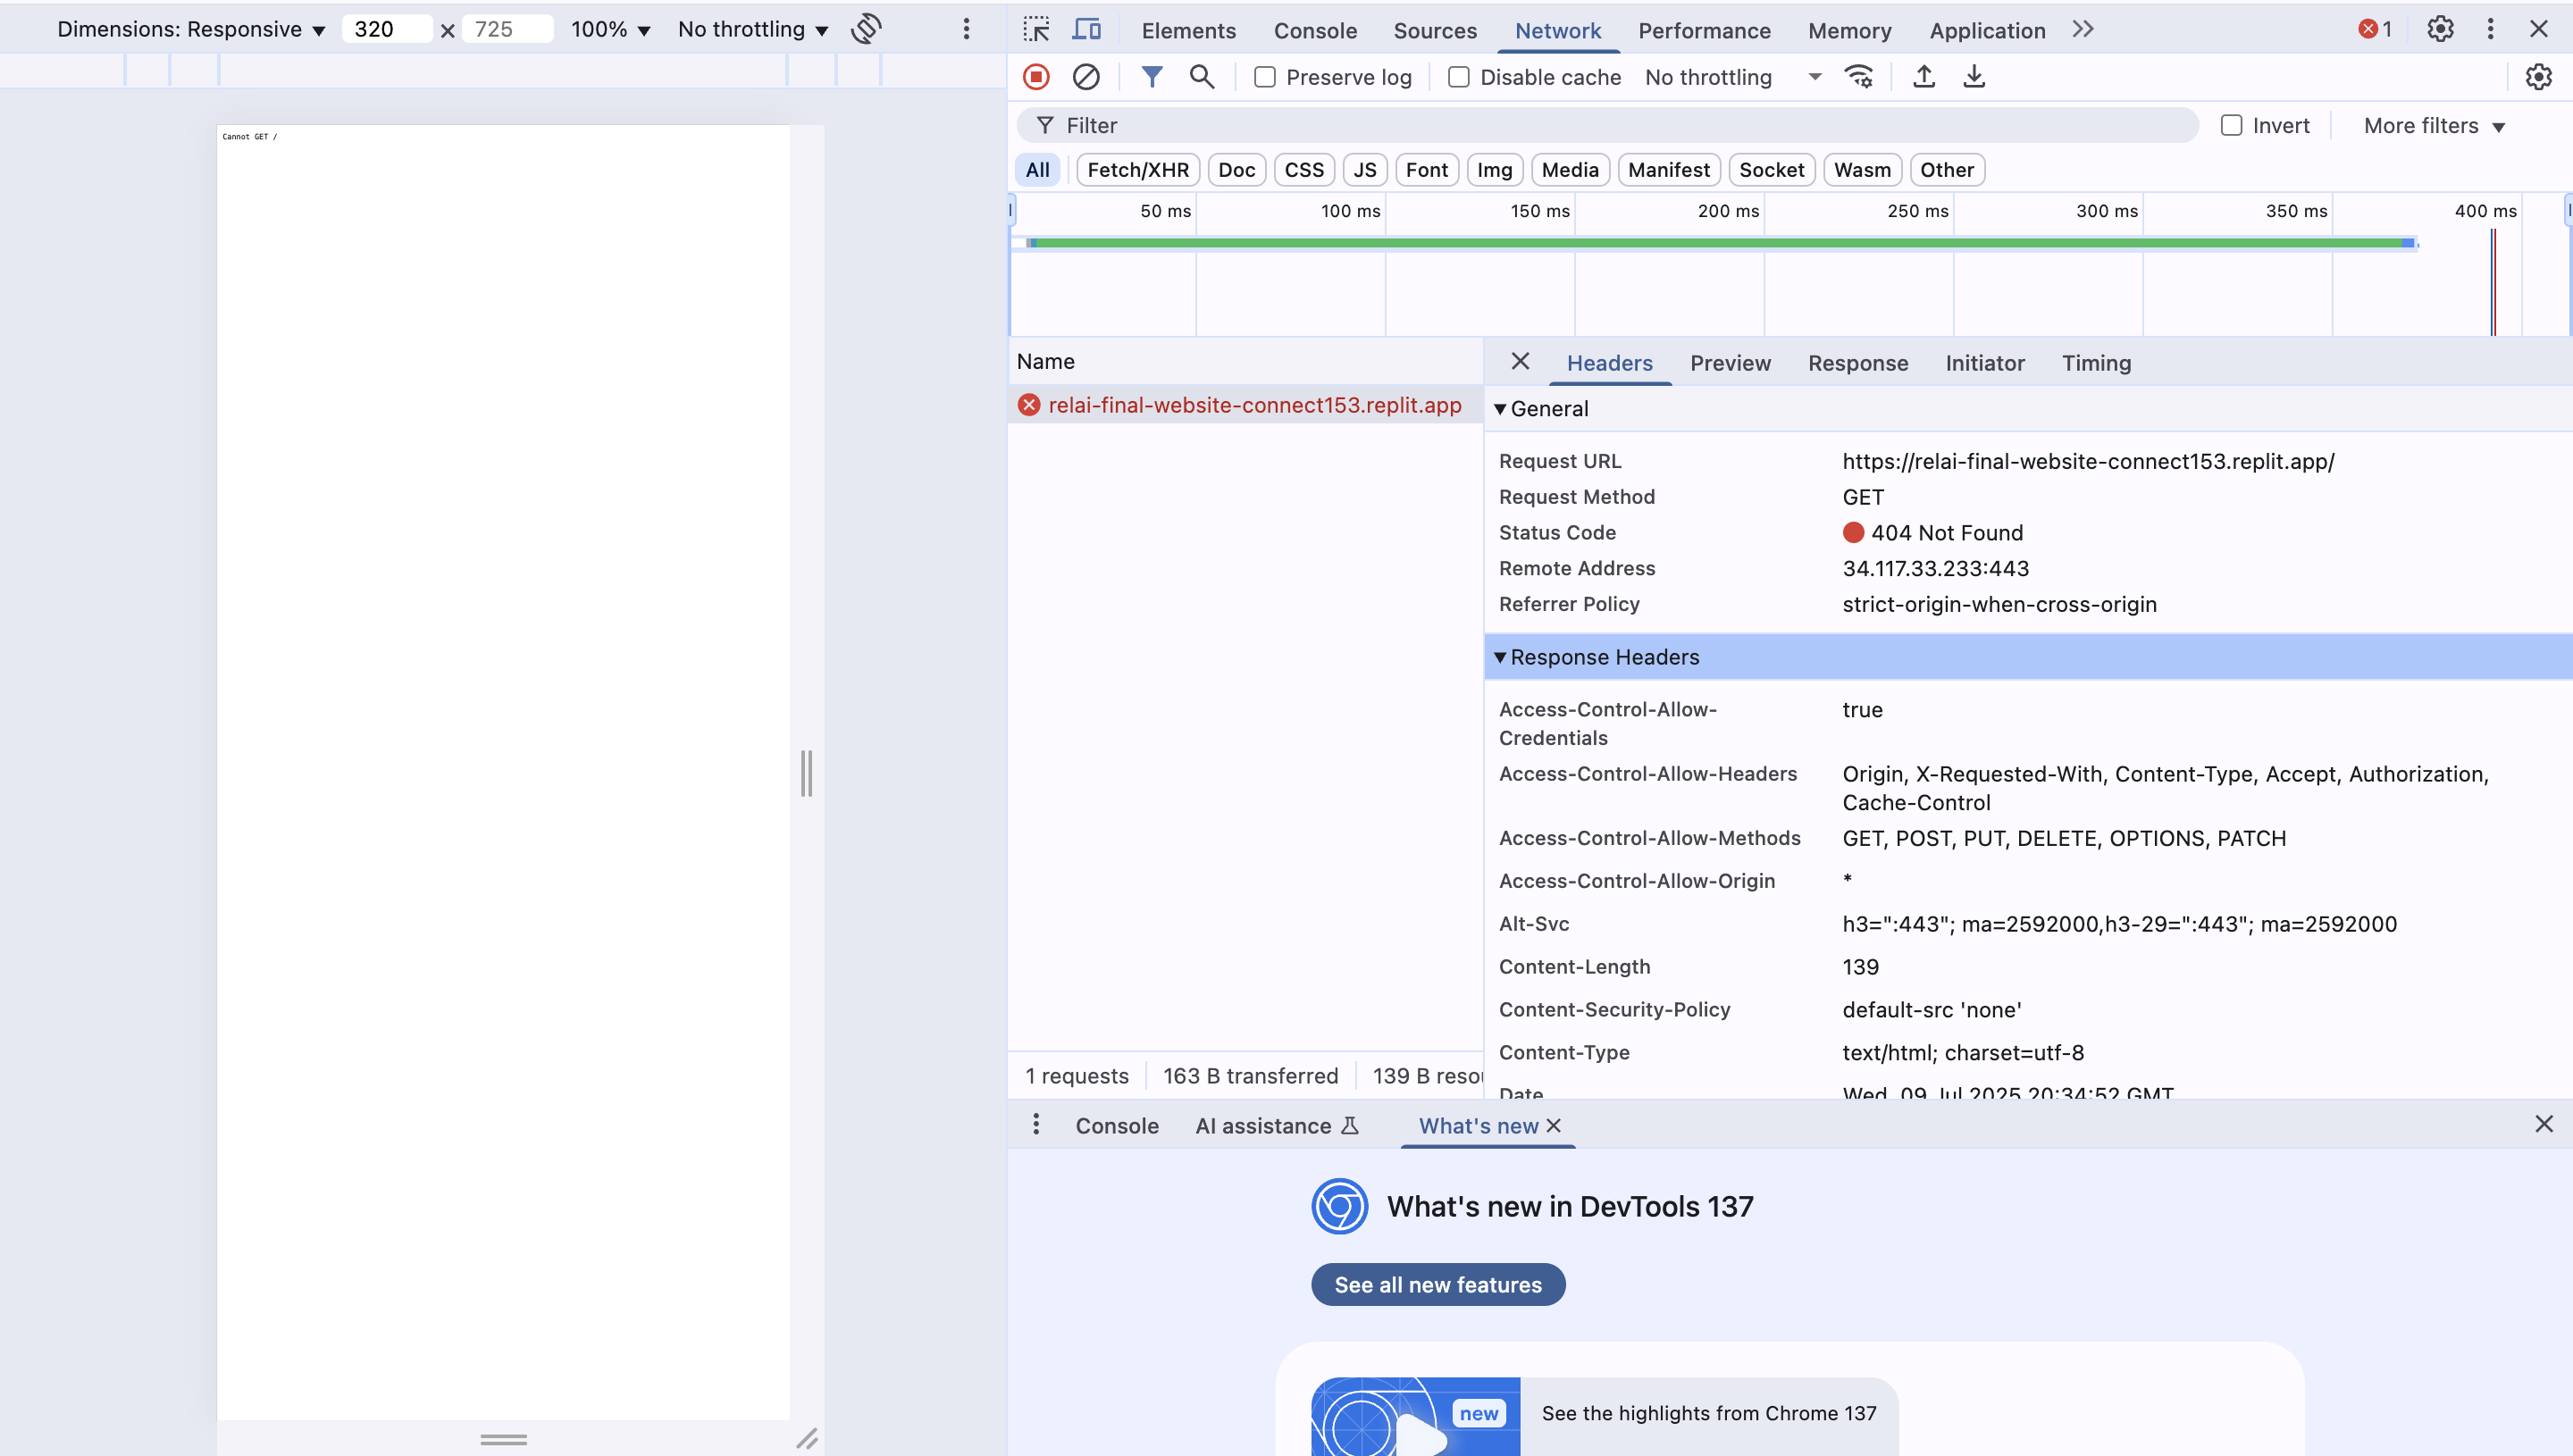 Dimensions: Responsive 320 × 725 100% No throttling
Cannot GET /
Elements Console Sources Network Performance Memory Application 1
Preserve log Disable cache No throttling
Filter Invert More filters
All Fetch/XHR Doc CSS JS Font Img Media Manifest Socket Wasm Other
50 ms 100 ms 150 ms 200 ms 250 ms 300 ms 350 ms 400 ms
Name
relai-final-website-connect153.replit.app
1 requests 163 B transferred 139 B resou
Headers Preview Response Initiator Timing
General
Request URL https://relai-final-website-connect153.replit.app/
Request Method GET
Status Code 404 Not Found
Remote Address 34.117.33.233:443
Referrer Policy strict-origin-when-cross-origin
Response Headers
Access-Control-Allow-Credentials true
Access-Control-Allow-Headers Origin, X-Requested-With, Content-Type, Accept, Authorization,
Cache-Control
Access-Control-Allow-Methods GET, POST, PUT, DELETE, OPTIONS, PATCH
Access-Control-Allow-Origin *
Alt-Svc h3=":443"; ma=2592000,h3-29=":443"; ma=2592000
Content-Length 139
Content-Security-Policy default-src 'none'
Content-Type text/html; charset=utf-8
Date Wed, 09 Jul 2025 20:34:52 GMT
Console AI assistance What's new
What's new in DevTools 137
See all new features
new
See the highlights from Chrome 137